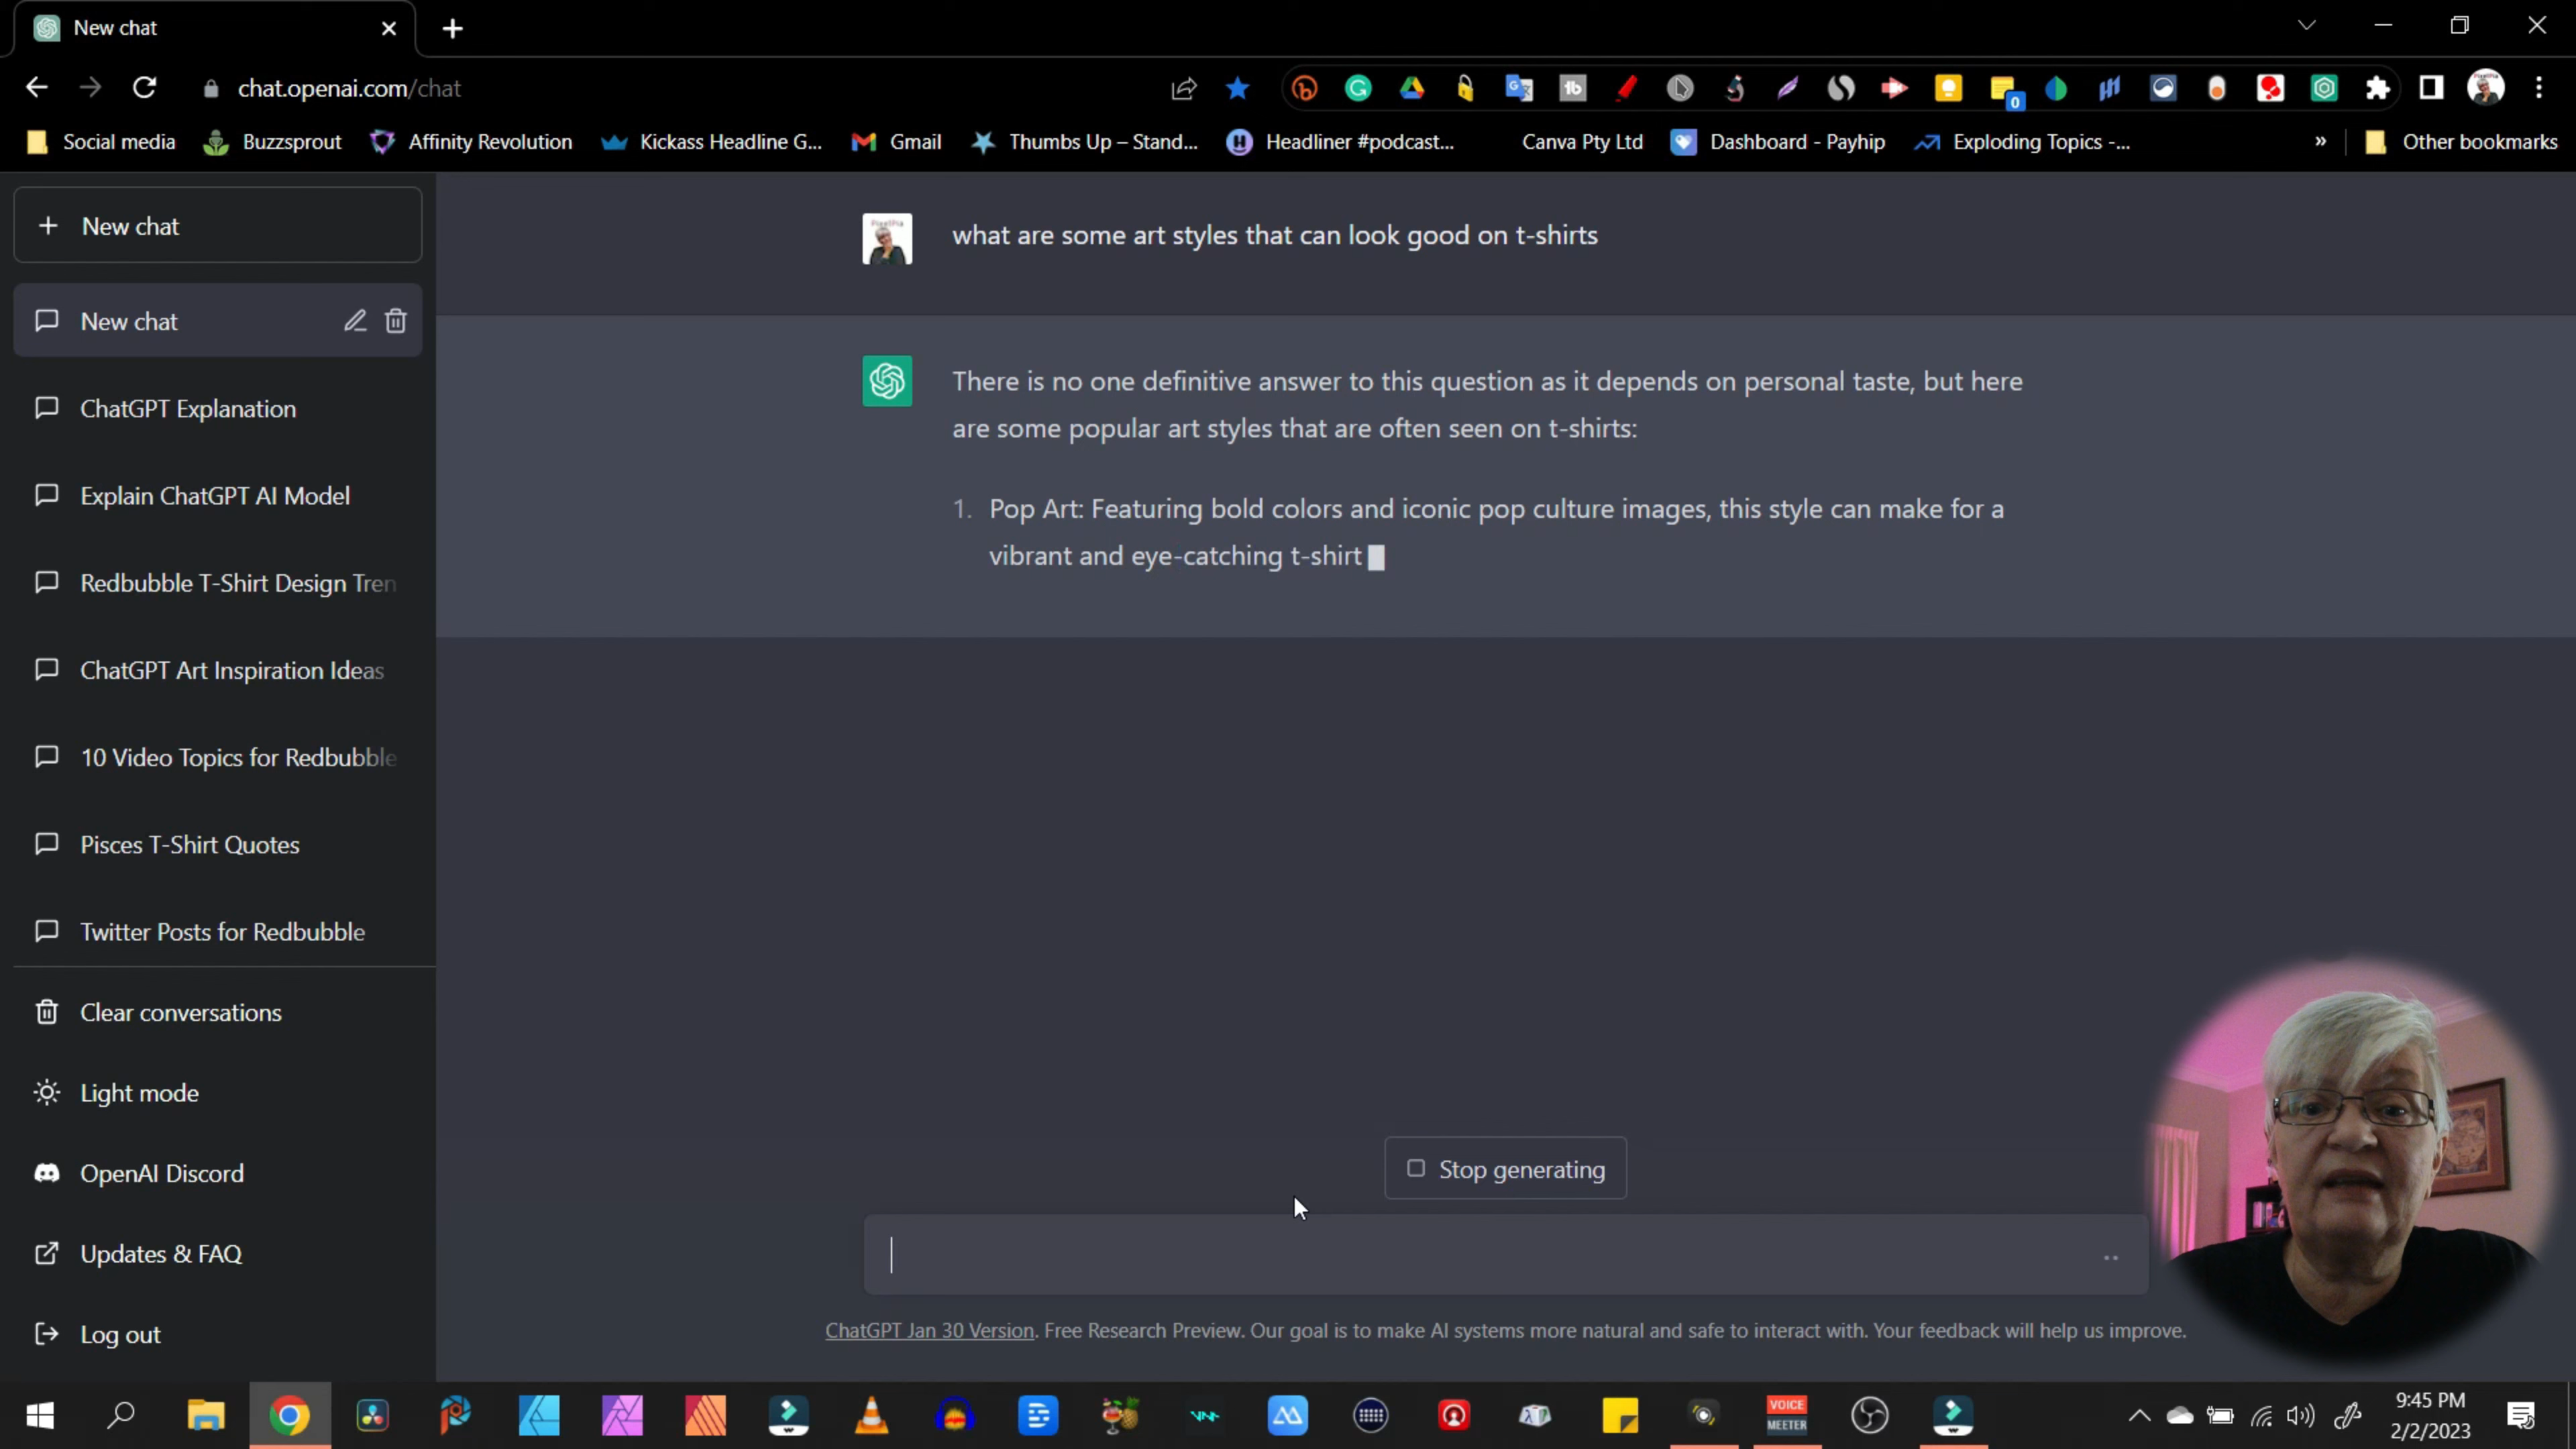 New chat
chat.openai.com/chat
0
Social media
Buzzsprout
Affinity Revolution
Kickass Headline G...
Gmail
Thumbs Up – Stand...
Headliner #podcast...
Canva Pty Ltd
Dashboard - Payhip
Exploding Topics -...
»
Other bookmarks
+ New chat
New chat
ChatGPT Explanation
Explain ChatGPT AI Model
Redbubble T-Shirt Design Tren
ChatGPT Art Inspiration Ideas
10 Video Topics for Redbubble
Pisces T-Shirt Quotes
Twitter Posts for Redbubble
Clear conversations
Light mode
OpenAI Discord
Updates & FAQ
Log out
what are some art styles that can look good on t-shirts
There is no one definitive answer to this question as it depends on personal taste, but here
are some popular art styles that are often seen on t-shirts:
1. Pop Art: Featuring bold colors and iconic pop culture images, this style can make for a
vibrant and eye-catching t-shirt
Stop generating
ChatGPT Jan 30 Version. Free Research Preview. Our goal is to make AI systems more natural and safe to interact with. Your feedback will help us improve.
VOICE
MEETER
9:45 PM
2/2/2023